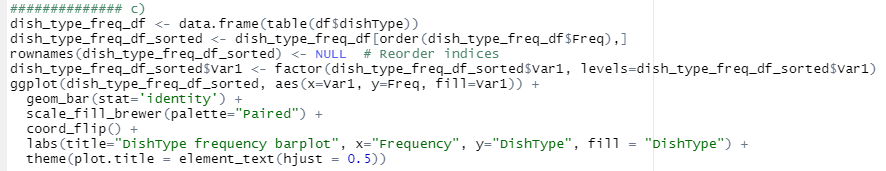 ############## c)
dish_type_freq_df <- data.frame(table(df$dishType))
dish_type_freq_df_sorted <- dish_type_freq_df[order(dish_type_freq_df$Freq),]
rownames(dish_type_freq_df_sorted) <- NULL  # Reorder indices
dish_type_freq_df_sorted$Var1 <- factor(dish_type_freq_df_sorted$Var1, levels=dish_type_freq_df_sorted$Var1)
ggplot(dish_type_freq_df_sorted, aes(x=Var1, y=Freq, fill=Var1)) +
  geom_bar(stat='identity') +
  scale_fill_brewer(palette="Paired") +
  coord_flip() +
  labs(title="DishType frequency barplot", x="Frequency", y="DishType", fill = "DishType") +
  theme(plot.title = element_text(hjust = 0.5))